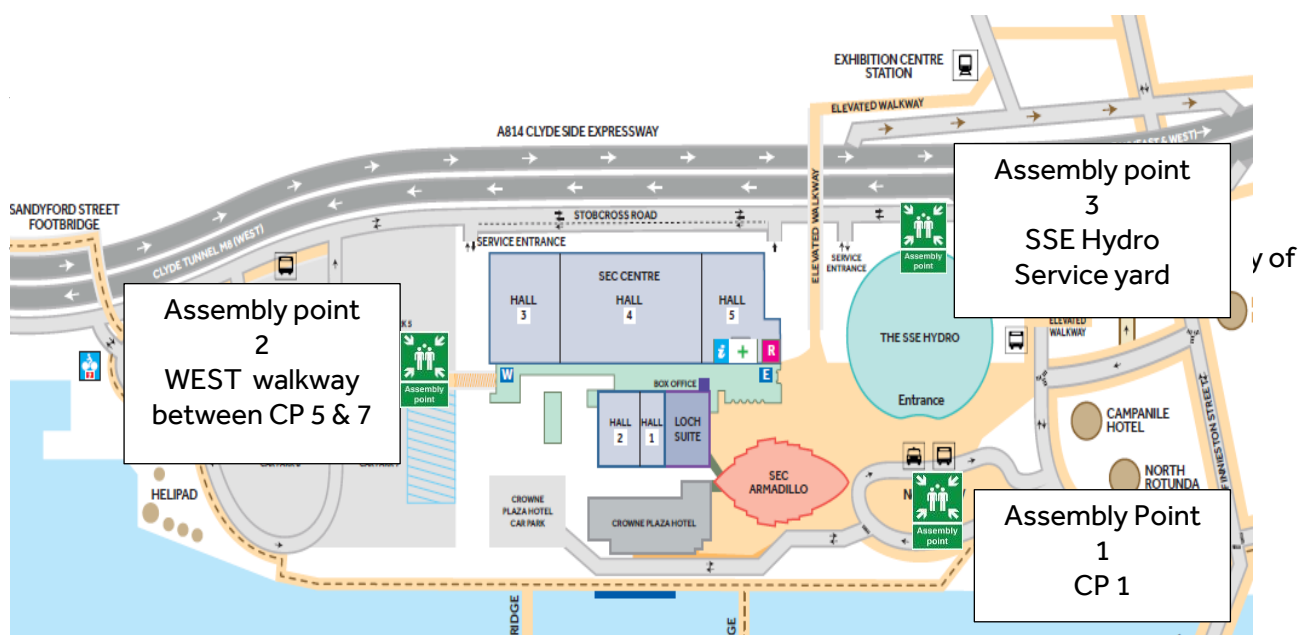 EXHIBITION CENTRE
STATION
ELEVATED WALKWAY
A814 CLYDESIDE EXPRESSWAY
SANDYFORD STREET
FOOTBRIDGE
CLYDE TUNNEL M8 (WEST)
STOBCROSS ROAD
SERVICE ENTRANCE
ELEVATED WALKWAY
SERVICE
ENTRANCE
Assembly
point
Assembly point
3
SSE Hydro
Service yard
y of
ELEVATED
WALKWAY
Assembly point
2
WEST walkway
between CP 5 & 7
Assembly
point
SEC CENTRE
HALL
3
HALL
4
HALL
5
i
+
R
W
E
BOX OFFICE
HALL
2
HALL
1
LOCH
SUITE
THE SSE HYDRO
Entrance
SEC
ARMADILLO
CROWNE
PLAZA HOTEL
CAR PARK
CROWNE PLAZA HOTEL
HELIPAD
CAMPANILE
HOTEL
NORTH
ROTUNDA
FINNIESTON STREET
Assembly
point
Assembly Point
1
CP 1